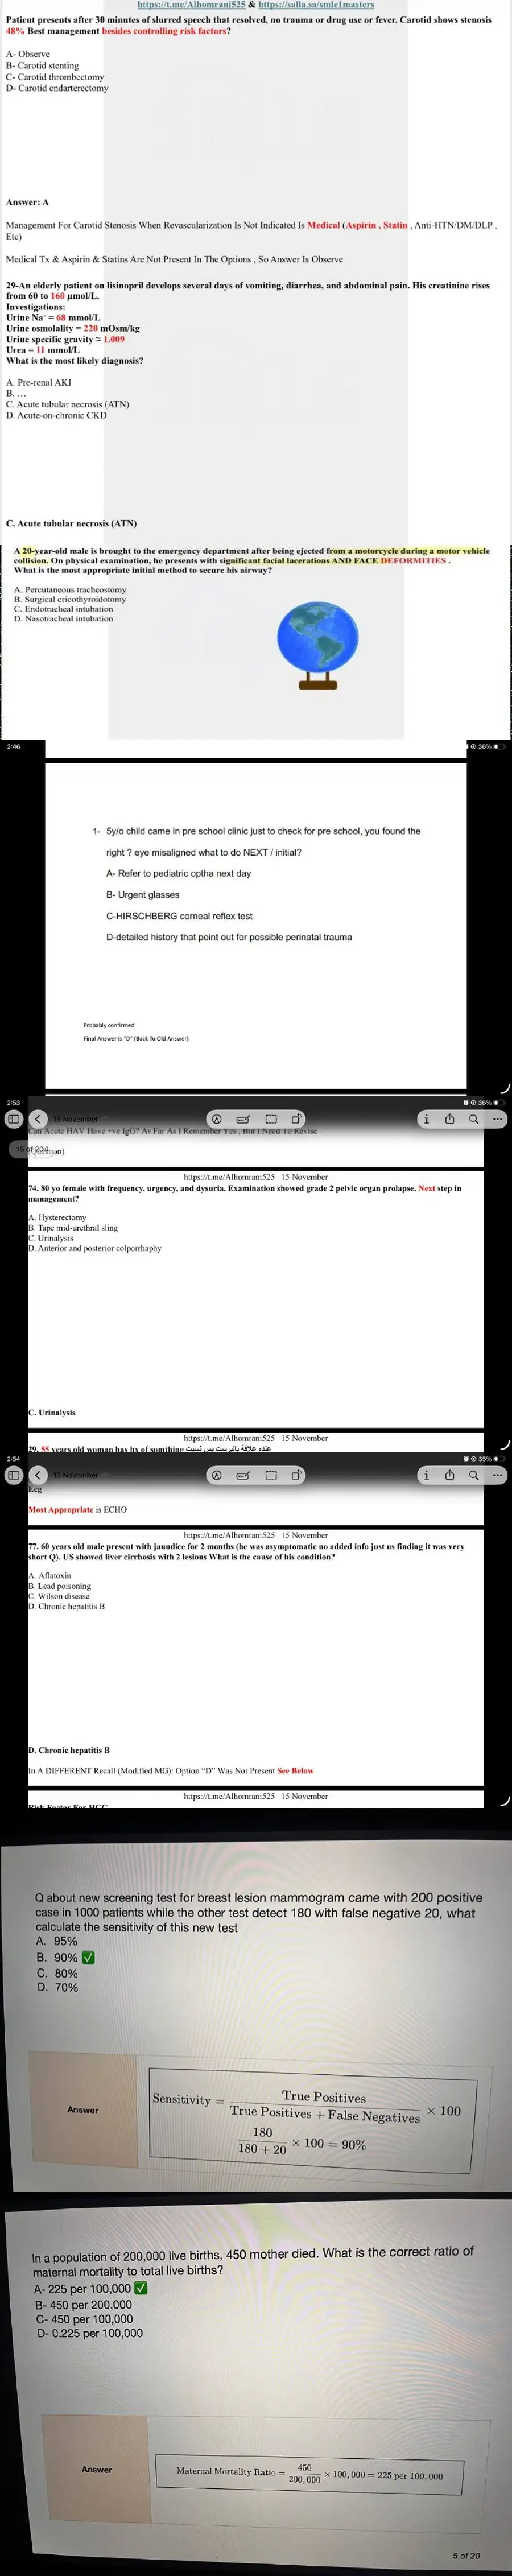 https://t.me/Alhomrani525 & https://salla.sa/smle1masters
Patient presents after 30 minutes of slurred speech that resolved, no trauma or drug use or fever. Carotid shows stenosis
48% Best management besides controlling risk factors?
A- Observe
B- Carotid stenting
C- Carotid thrombectomy
D- Carotid endarterectomy
Answer: A
Management For Carotid Stenosis When Revascularization Is Not Indicated Is Medical (Aspirin , Statin , Anti-HTN/DM/DLP ,
Etc)
Medical Tx & Aspirin & Statins Are Not Present In The Options , So Answer Is Observe
29-An elderly patient on lisinopril develops several days of vomiting, diarrhea, and abdominal pain. His creatinine rises
from 60 to 160 µmol/L.
Investigations:
Urine Na⁺ = 68 mmol/L
Urine osmolality = 220 mOsm/kg
Urine specific gravity ≈ 1.009
Urea = 11 mmol/L
What is the most likely diagnosis?
A. Pre-renal AKI
B. …
C. Acute tubular necrosis (ATN)
D. Acute-on-chronic CKD
C. Acute tubular necrosis (ATN)
A 20-year-old male is brought to the emergency department after being ejected from a motorcycle during a motor vehicle
collision. On physical examination, he presents with significant facial lacerations AND FACE DEFORMITIES .
What is the most appropriate initial method to secure his airway?
A. Percutaneous tracheostomy
B. Surgical cricothyroidotomy
C. Endotracheal intubation
D. Nasotracheal intubation
2:46
36%
1- 5y/o child came in pre school clinic just to check for pre school, you found the
right ? eye misaligned what to do NEXT / initial?
A- Refer to pediatric optha next day
B- Urgent glasses
C-HIRSCHBERG corneal reflex test
D-detailed history that point out for possible perinatal trauma
Probably confirmed
Final Answer is "D" (Back To Old Answer)
2:53
36%
15 November
Can Acute HAV Have +ve IgG? As Far As I Remember Yes , But I Need To Revise
16 of 204
https://t.me/Alhomrani525 15 November
74. 80 yo female with frequency, urgency, and dysuria. Examination showed grade 2 pelvic organ prolapse. Next step in
management?
A. Hysterectomy
B. Tape mid-urethral sling
C. Urinalysis
D. Anterior and posterior colporrhaphy
C. Urinalysis
https://t.me/Alhomrani525 15 November
29. 55 years old woman has hx of somthing عنده علاقة بالبرست بس نسيت
2:54
35%
15 November
Ecg
Most Appropriate is ECHO
https://t.me/Alhomrani525 15 November
77. 60 years old male present with jaundice for 2 months (he was asymptomatic no added info just us finding it was very
short Q). US showed liver cirrhosis with 2 lesions What is the cause of his condition?
A. Aflatoxin
B. Lead poisoning
C. Wilson disease
D. Chronic hepatitis B
D. Chronic hepatitis B
In A DIFFERENT Recall (Modified MG): Option "D" Was Not Present See Below
https://t.me/Alhomrani525 15 November
Risk Factor For HCC
Q about new screening test for breast lesion mammogram came with 200 positive
case in 1000 patients while the other test detect 180 with false negative 20, what
calculate the sensitivity of this new test
A. 95%
B. 90% ✅
C. 80%
D. 70%
Answer
Sensitivity = True Positives / True Positives + False Negatives × 100
180 / 180 + 20 × 100 = 90%
In a population of 200,000 live births, 450 mother died. What is the correct ratio of
maternal mortality to total live births?
A- 225 per 100,000 ✅
B- 450 per 200,000
C- 450 per 100,000
D- 0.225 per 100,000
Answer
Maternal Mortality Ratio = 450 / 200,000 × 100,000 = 225 per 100,000
5 of 20